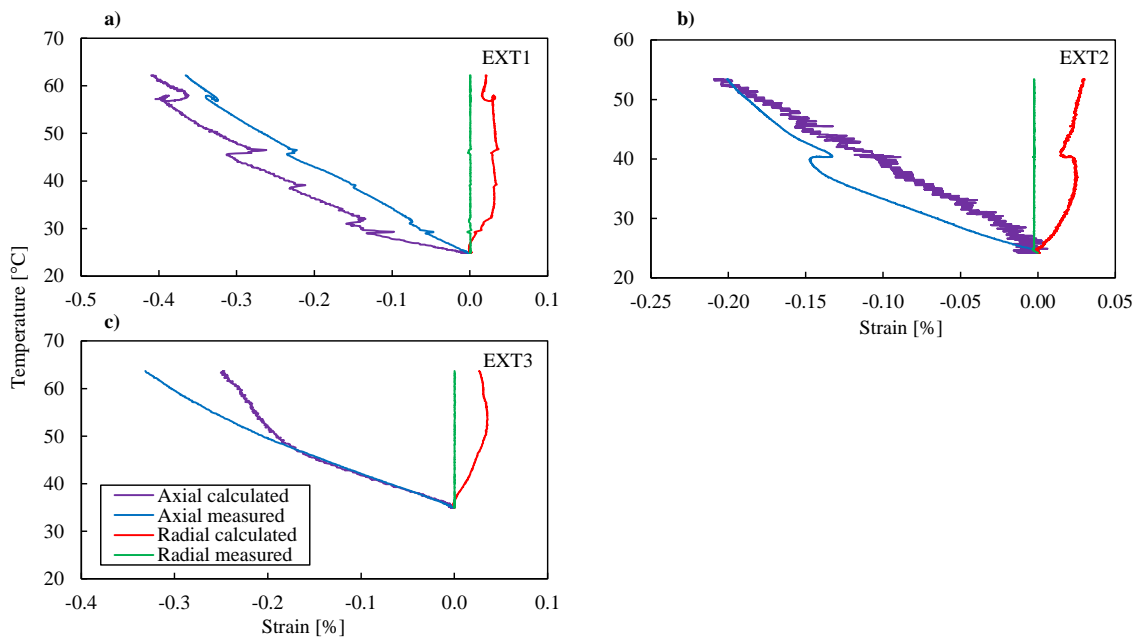 a)
EXT1
70
60
50
40
30
20
-0.5 -0.4 -0.3 -0.2 -0.1 0.0 0.1
b)
EXT2
60
50
40
30
20
-0.25 -0.20 -0.15 -0.10 -0.05 0.00 0.05
Strain [%]
Temperature [°C]
c)
EXT3
70
60
50
40
30
20
Axial calculated
Axial measured
Radial calculated
Radial measured
-0.4 -0.3 -0.2 -0.1 0.0 0.1
Strain [%]